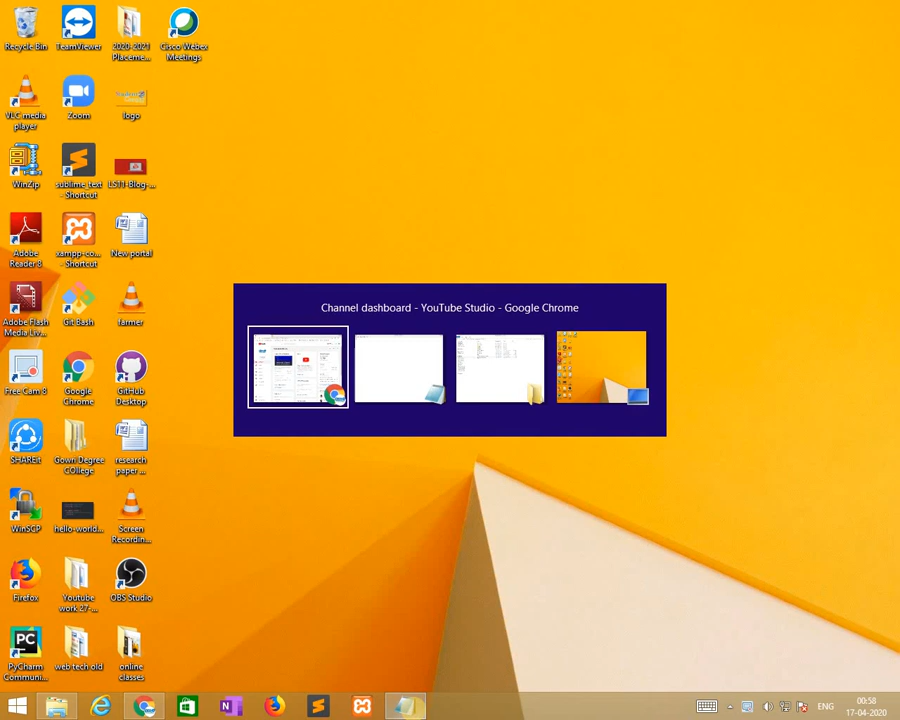 Recycle Bin
TeamViewer
2020-2021
Placeme...
Cisco Webex
Meetings
VLC media
player
Zoom
logo
WinZip
sublime_text
- Shortcut
LS11-Blog-...
Adobe
Reader 8
xampp-co...
- Shortcut
New portal
Adobe Flash
Media Liv...
Git Bash
farmer
Free Cam 8
Google
Chrome
GitHub
Desktop
SHAREit
Gown Degree
COllege
research
paper ...
WinSCP
hello-world...
Screen
Recordin...
Firefox
Youtube
work 27-...
OBS Studio
PyCharm
Communi...
web tech old
online
classes
Channel dashboard - YouTube Studio - Google Chrome
ENG
00:58
17-04-2020